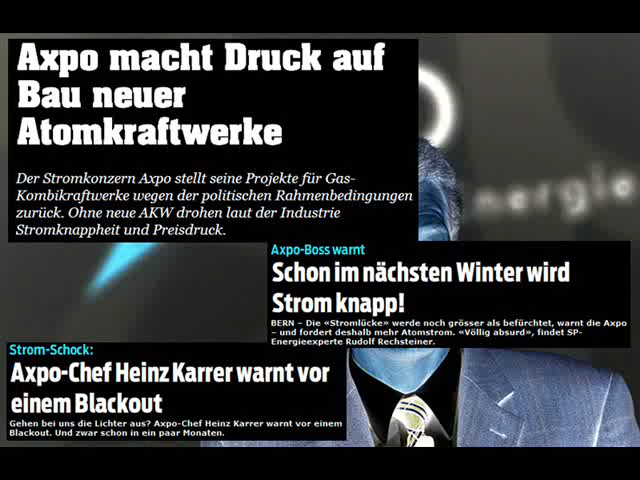 Axpo macht Druck auf
Bau neuer
Atomkraftwerke
Der Stromkonzern Axpo stellt seine Projekte für Gas-
Kombikraftwerke wegen der politischen Rahmenbedingungen
zurück. Ohne neue AKW drohen laut der Industrie
Stromknappheit und Preisdruck.
nergie
Axpo-Boss warnt
Schon im nächsten Winter wird
Strom knapp!
BERN – Die «Stromlücke» werde noch grösser als befürchtet, warnt die Axpo
– und fordert deshalb mehr Atomstrom. «Völlig absurd», findet SP-
Energieexperte Rudolf Rechsteiner.
Strom-Schock:
Axpo-Chef Heinz Karrer warnt vor
einem Blackout
Gehen bei uns die Lichter aus? Axpo-Chef Heinz Karrer warnt vor einem
Blackout. Und zwar schon in ein paar Monaten.